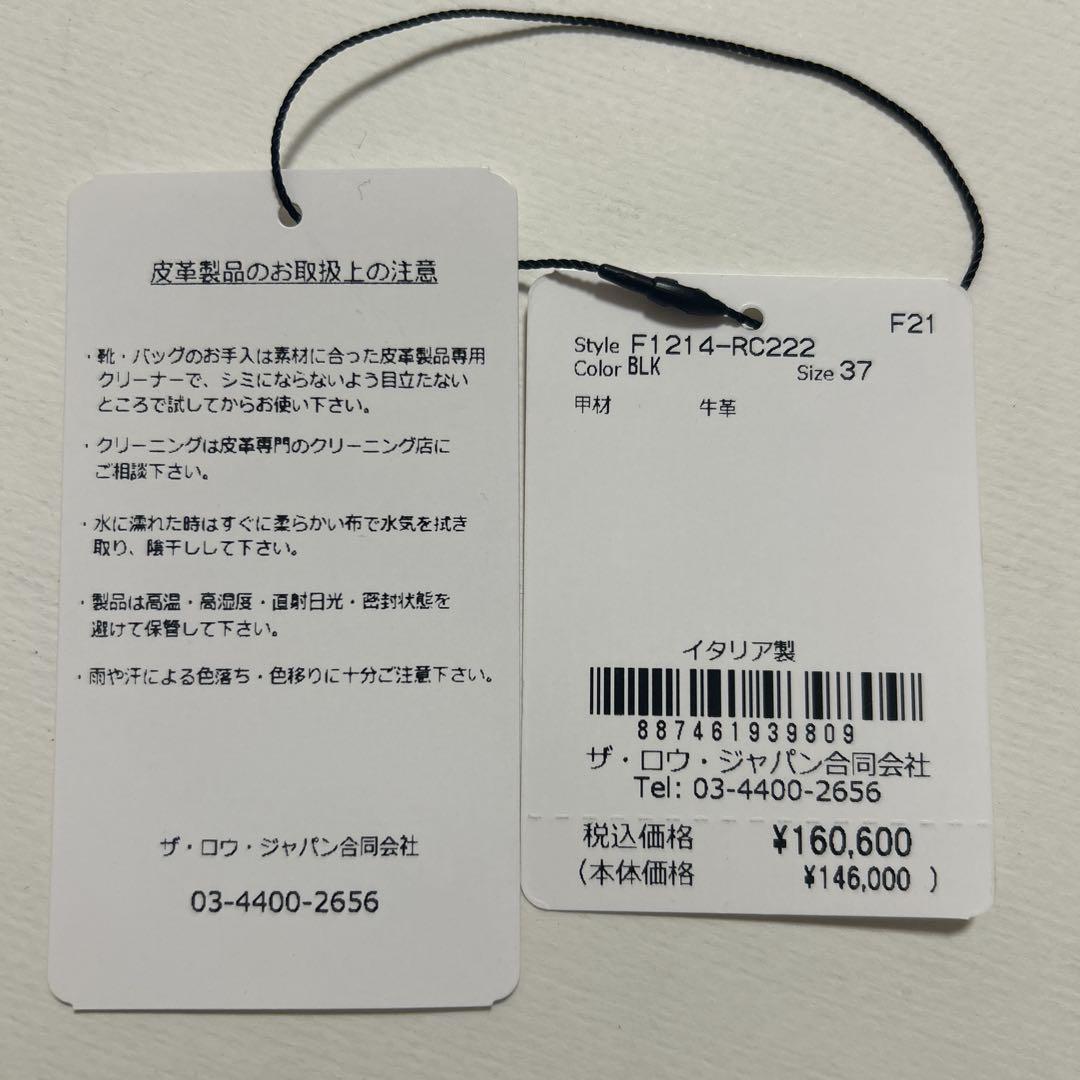 皮革製品のお取扱上の注意
・靴・バッグのお手入は素材に合った皮革製品専用
クリーナーで、シミにならないよう目立たない
ところで試してからお使い下さい。
・クリーニングは皮革専門のクリーニング店に
ご相談下さい。
・水に濡れた時はすぐに柔らかい布で水気を拭き
取り、陰干しして下さい。
・製品は高温・高湿度・直射日光・密封状態を
避けて保管して下さい。
・雨や汗による色落ち・色移りに十分ご注意下さい。
ザ・ロウ・ジャパン合同会社
03-4400-2656
F21
Style F1214-RC222
Color BLK Size 37
甲材 牛革
イタリア製
887461939809
ザ・ロウ・ジャパン合同会社
Tel: 03-4400-2656
税込価格 ¥160,600
(本体価格 ¥146,000 )